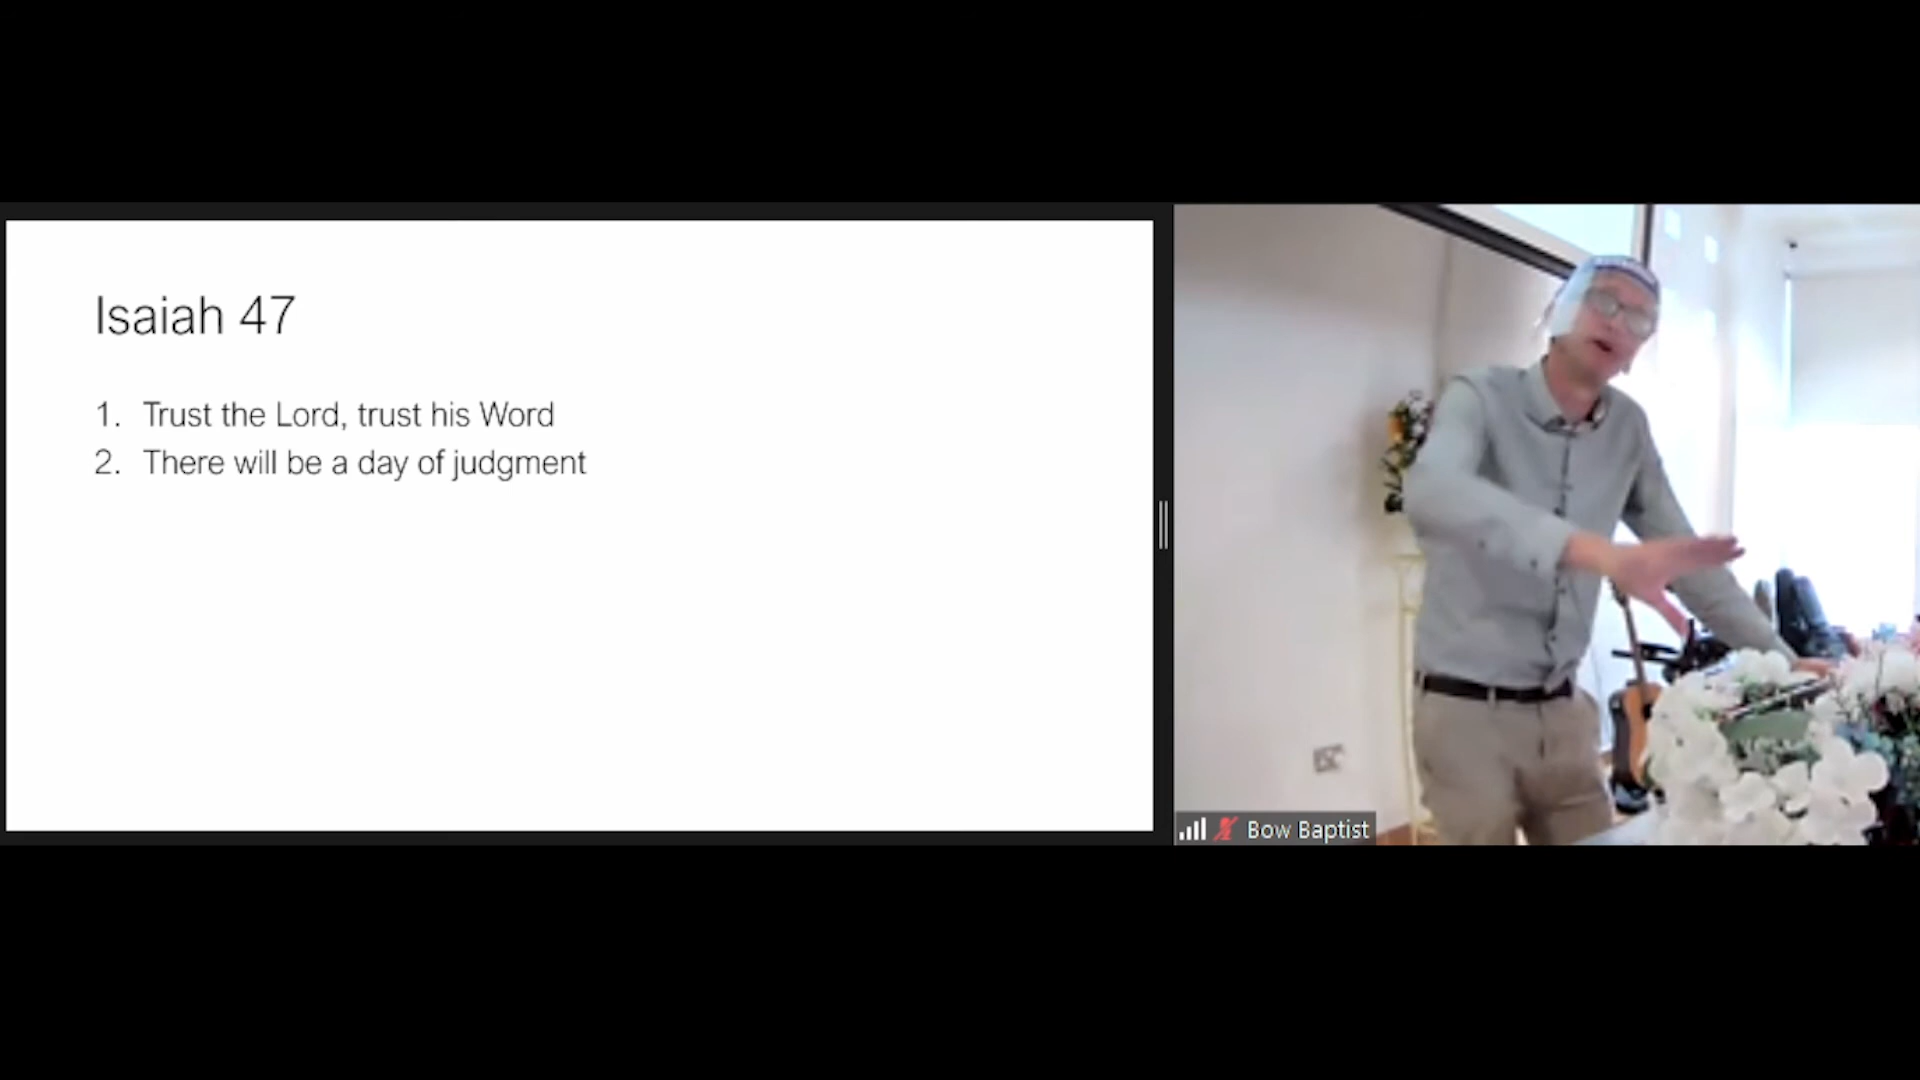 Isaiah 47
1. Trust the Lord, trust his Word
2. There will be a day of judgment
Bow Baptist